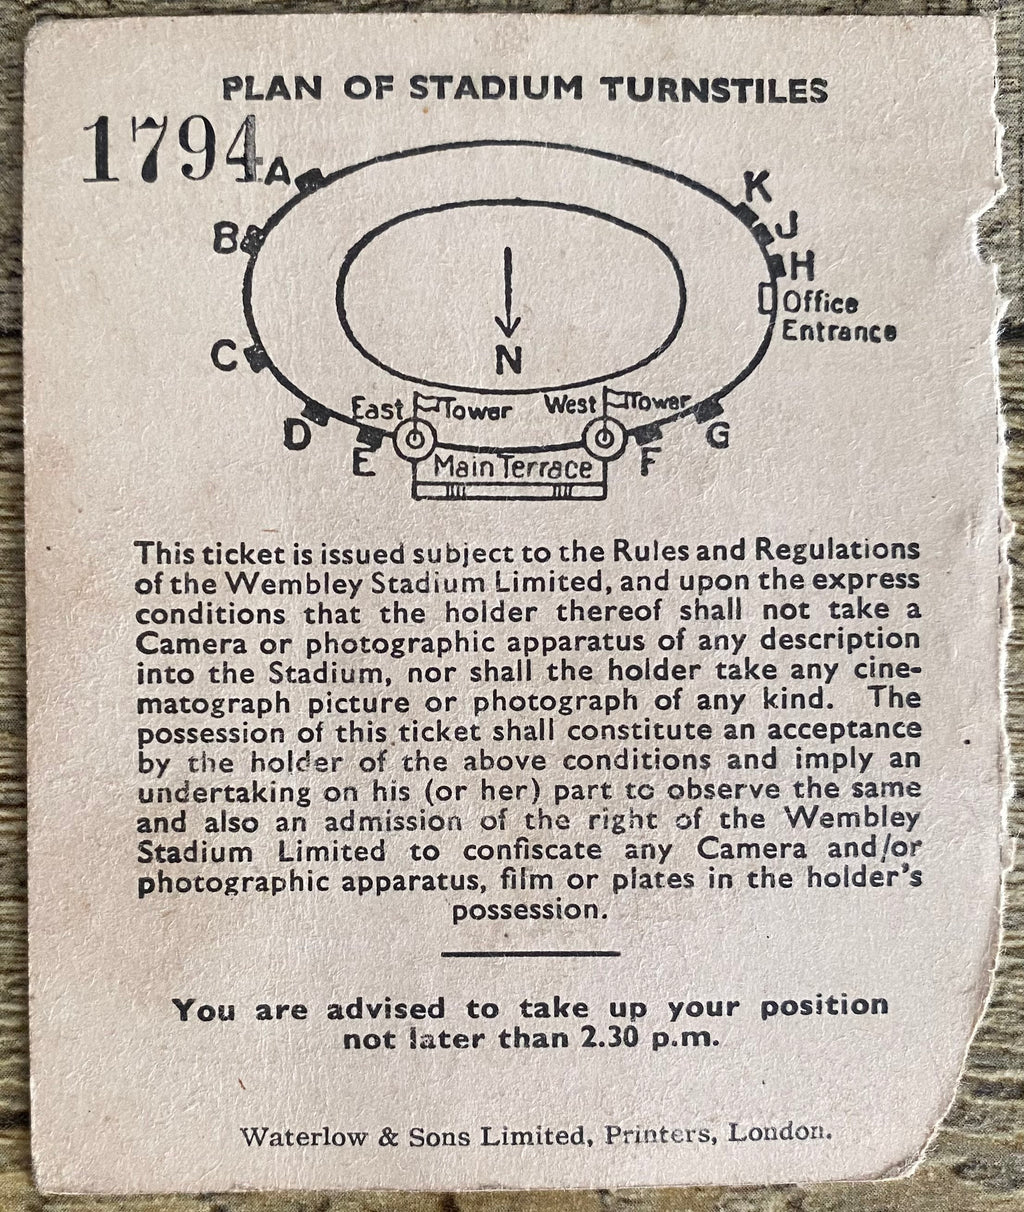 PLAN OF STADIUM TURNSTILES
1794
A
K
B
J
H
Office
Entrance
C
N
East Tower West Tower
D
G
E
F
Main Terrace
This ticket is issued subject to the Rules and Regulations
of the Wembley Stadium Limited, and upon the express
conditions that the holder thereof shall not take a
Camera or photographic apparatus of any description
into the Stadium, nor shall the holder take any cine-
matograph picture or photograph of any kind. The
possession of this ticket shall constitute an acceptance
by the holder of the above conditions and imply an
undertaking on his (or her) part to observe the same
and also an admission of the right of the Wembley
Stadium Limited to confiscate any Camera and/or
photographic apparatus, film or plates in the holder's
possession.
You are advised to take up your position
not later than 2.30 p.m.
Waterlow & Sons Limited, Printers, London.